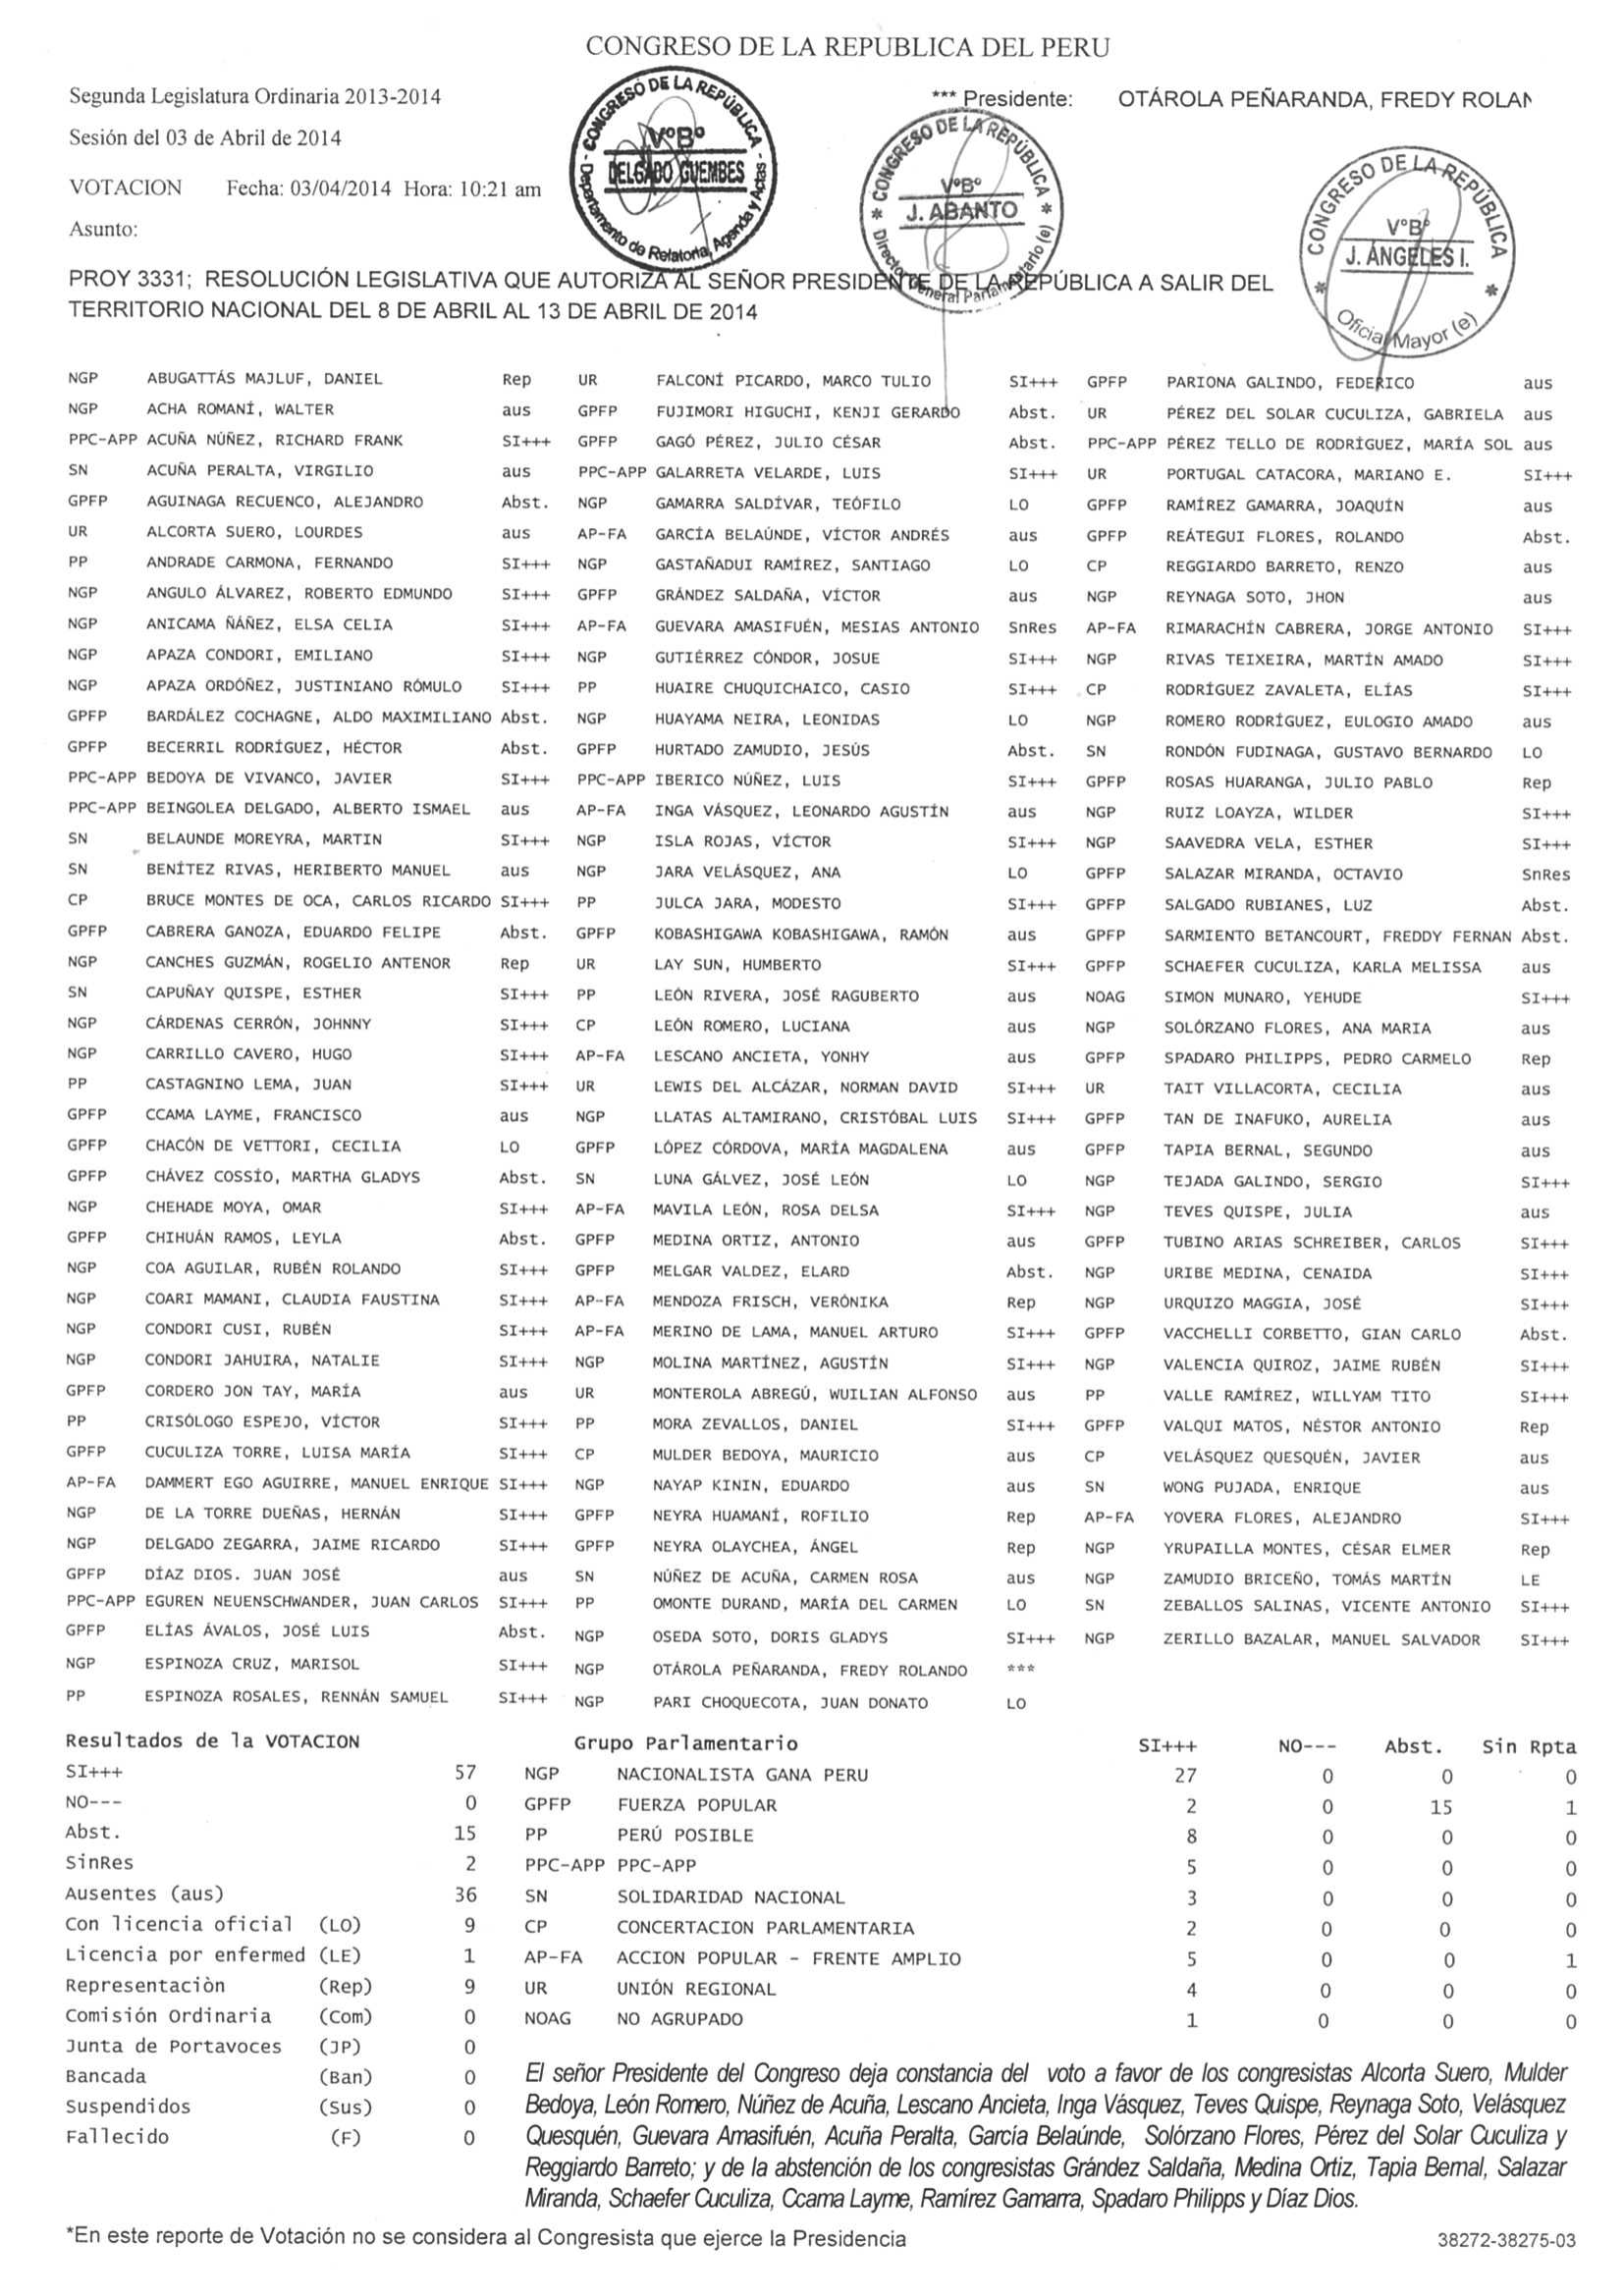 CONGRESO DE LA REPUBLICA DEL PERU
Segunda Legislatura Ordinaria 2013-2014
*** Presidente: OTÁROLA PEÑARANDA, FREDY ROLAN
Sesión del 03 de Abril de 2014
VOTACION Fecha: 03/04/2014 Hora: 10:21 am
Asunto:
CONGRESO DE LA REPÚBLICA - Departamento de Relatoria, Agenda y Actas -
VºBº
DELGADO GUEMBES
* CONGRESO DE LA REPÚBLICA * Director General Parlamentario (e)
VºBº
J. ABANTO
* CONGRESO DE LA REPÚBLICA * Oficial Mayor (e)
VºBº
J. ÁNGELES I.
PROY 3331; RESOLUCIÓN LEGISLATIVA QUE AUTORIZA AL SEÑOR PRESIDENTE DE LA REPÚBLICA A SALIR DEL
TERRITORIO NACIONAL DEL 8 DE ABRIL AL 13 DE ABRIL DE 2014
NGP ABUGATTÁS MAJLUF, DANIEL Rep UR FALCONÍ PICARDO, MARCO TULIO SI+++ GPFP PARIONA GALINDO, FEDERICO aus
NGP ACHA ROMANÍ, WALTER aus GPFP FUJIMORI HIGUCHI, KENJI GERARDO Abst. UR PÉREZ DEL SOLAR CUCULIZA, GABRIELA aus
PPC-APP ACUÑA NÚÑEZ, RICHARD FRANK SI+++ GPFP GAGÓ PÉREZ, JULIO CÉSAR Abst. PPC-APP PÉREZ TELLO DE RODRÍGUEZ, MARÍA SOL aus
SN ACUÑA PERALTA, VIRGILIO aus PPC-APP GALARRETA VELARDE, LUIS SI+++ UR PORTUGAL CATACORA, MARIANO E. SI+++
GPFP AGUINAGA RECUENCO, ALEJANDRO Abst. NGP GAMARRA SALDÍVAR, TEÓFILO LO GPFP RAMÍREZ GAMARRA, JOAQUÍN aus
UR ALCORTA SUERO, LOURDES aus AP-FA GARCÍA BELAÚNDE, VÍCTOR ANDRÉS aus GPFP REÁTEGUI FLORES, ROLANDO Abst.
PP ANDRADE CARMONA, FERNANDO SI+++ NGP GASTAÑADUI RAMÍREZ, SANTIAGO LO CP REGGIARDO BARRETO, RENZO aus
NGP ANGULO ÁLVAREZ, ROBERTO EDMUNDO SI+++ GPFP GRÁNDEZ SALDAÑA, VÍCTOR aus NGP REYNAGA SOTO, JHON aus
NGP ANICAMA ÑÁÑEZ, ELSA CELIA SI+++ AP-FA GUEVARA AMASIFUÉN, MESIAS ANTONIO SnRes AP-FA RIMARACHÍN CABRERA, JORGE ANTONIO SI+++
NGP APAZA CONDORI, EMILIANO SI+++ NGP GUTIÉRREZ CÓNDOR, JOSUE SI+++ NGP RIVAS TEIXEIRA, MARTÍN AMADO SI+++
NGP APAZA ORDÓÑEZ, JUSTINIANO RÓMULO SI+++ PP HUAIRE CHUQUICHAICO, CASIO SI+++ CP RODRÍGUEZ ZAVALETA, ELÍAS SI+++
GPFP BARDÁLEZ COCHAGNE, ALDO MAXIMILIANO Abst. NGP HUAYAMA NEIRA, LEONIDAS LO NGP ROMERO RODRÍGUEZ, EULOGIO AMADO aus
GPFP BECERRIL RODRÍGUEZ, HÉCTOR Abst. GPFP HURTADO ZAMUDIO, JESÚS Abst. SN RONDÓN FUDINAGA, GUSTAVO BERNARDO LO
PPC-APP BEDOYA DE VIVANCO, JAVIER SI+++ PPC-APP IBERICO NÚÑEZ, LUIS SI+++ GPFP ROSAS HUARANGA, JULIO PABLO Rep
PPC-APP BEINGOLEA DELGADO, ALBERTO ISMAEL aus AP-FA INGA VÁSQUEZ, LEONARDO AGUSTÍN aus NGP RUIZ LOAYZA, WILDER SI+++
SN BELAUNDE MOREYRA, MARTIN SI+++ NGP ISLA ROJAS, VÍCTOR SI+++ NGP SAAVEDRA VELA, ESTHER SI+++
SN BENÍTEZ RIVAS, HERIBERTO MANUEL aus NGP JARA VELÁSQUEZ, ANA LO GPFP SALAZAR MIRANDA, OCTAVIO SnRes
CP BRUCE MONTES DE OCA, CARLOS RICARDO SI+++ PP JULCA JARA, MODESTO SI+++ GPFP SALGADO RUBIANES, LUZ Abst.
GPFP CABRERA GANOZA, EDUARDO FELIPE Abst. GPFP KOBASHIGAWA KOBASHIGAWA, RAMÓN aus GPFP SARMIENTO BETANCOURT, FREDDY FERNAN Abst.
NGP CANCHES GUZMÁN, ROGELIO ANTENOR Rep UR LAY SUN, HUMBERTO SI+++ GPFP SCHAEFER CUCULIZA, KARLA MELISSA aus
SN CAPUÑAY QUISPE, ESTHER SI+++ PP LEÓN RIVERA, JOSÉ RAGUBERTO aus NOAG SIMON MUNARO, YEHUDE SI+++
NGP CÁRDENAS CERRÓN, JOHNNY SI+++ CP LEÓN ROMERO, LUCIANA aus NGP SOLÓRZANO FLORES, ANA MARIA aus
NGP CARRILLO CAVERO, HUGO SI+++ AP-FA LESCANO ANCIETA, YONHY aus GPFP SPADARO PHILIPPS, PEDRO CARMELO Rep
PP CASTAGNINO LEMA, JUAN SI+++ UR LEWIS DEL ALCÁZAR, NORMAN DAVID SI+++ UR TAIT VILLACORTA, CECILIA aus
GPFP CCAMA LAYME, FRANCISCO aus NGP LLATAS ALTAMIRANO, CRISTÓBAL LUIS SI+++ GPFP TAN DE INAFUKO, AURELIA aus
GPFP CHACÓN DE VETTORI, CECILIA LO GPFP LÓPEZ CÓRDOVA, MARÍA MAGDALENA aus GPFP TAPIA BERNAL, SEGUNDO aus
GPFP CHÁVEZ COSSÍO, MARTHA GLADYS Abst. SN LUNA GÁLVEZ, JOSÉ LEÓN LO NGP TEJADA GALINDO, SERGIO SI+++
NGP CHEHADE MOYA, OMAR SI+++ AP-FA MAVILA LEÓN, ROSA DELSA SI+++ NGP TEVES QUISPE, JULIA aus
GPFP CHIHUÁN RAMOS, LEYLA Abst. GPFP MEDINA ORTIZ, ANTONIO aus GPFP TUBINO ARIAS SCHREIBER, CARLOS SI+++
NGP COA AGUILAR, RUBÉN ROLANDO SI+++ GPFP MELGAR VALDEZ, ELARD Abst. NGP URIBE MEDINA, CENAIDA SI+++
NGP COARI MAMANI, CLAUDIA FAUSTINA SI+++ AP-FA MENDOZA FRISCH, VERÓNIKA Rep NGP URQUIZO MAGGIA, JOSÉ SI+++
NGP CONDORI CUSI, RUBÉN SI+++ AP-FA MERINO DE LAMA, MANUEL ARTURO SI+++ GPFP VACCHELLI CORBETTO, GIAN CARLO Abst.
NGP CONDORI JAHUIRA, NATALIE SI+++ NGP MOLINA MARTÍNEZ, AGUSTÍN SI+++ NGP VALENCIA QUIROZ, JAIME RUBÉN SI+++
GPFP CORDERO JON TAY, MARÍA aus UR MONTEROLA ABREGÚ, WUILIAN ALFONSO aus PP VALLE RAMÍREZ, WILLYAM TITO SI+++
PP CRISÓLOGO ESPEJO, VÍCTOR SI+++ PP MORA ZEVALLOS, DANIEL SI+++ GPFP VALQUI MATOS, NÉSTOR ANTONIO Rep
GPFP CUCULIZA TORRE, LUISA MARÍA SI+++ CP MULDER BEDOYA, MAURICIO aus CP VELÁSQUEZ QUESQUÉN, JAVIER aus
AP-FA DAMMERT EGO AGUIRRE, MANUEL ENRIQUE SI+++ NGP NAYAP KININ, EDUARDO aus SN WONG PUJADA, ENRIQUE aus
NGP DE LA TORRE DUEÑAS, HERNÁN SI+++ GPFP NEYRA HUAMANÍ, ROFILIO Rep AP-FA YOVERA FLORES, ALEJANDRO SI+++
NGP DELGADO ZEGARRA, JAIME RICARDO SI+++ GPFP NEYRA OLAYCHEA, ÁNGEL Rep NGP YRUPAILLA MONTES, CÉSAR ELMER Rep
GPFP DÍAZ DIOS. JUAN JOSÉ aus SN NÚÑEZ DE ACUÑA, CARMEN ROSA aus NGP ZAMUDIO BRICEÑO, TOMÁS MARTÍN LE
PPC-APP EGUREN NEUENSCHWANDER, JUAN CARLOS SI+++ PP OMONTE DURAND, MARÍA DEL CARMEN LO SN ZEBALLOS SALINAS, VICENTE ANTONIO SI+++
GPFP ELÍAS ÁVALOS, JOSÉ LUIS Abst. NGP OSEDA SOTO, DORIS GLADYS SI+++ NGP ZERILLO BAZALAR, MANUEL SALVADOR SI+++
NGP ESPINOZA CRUZ, MARISOL SI+++ NGP OTÁROLA PEÑARANDA, FREDY ROLANDO ***
PP ESPINOZA ROSALES, RENNÁN SAMUEL SI+++ NGP PARI CHOQUECOTA, JUAN DONATO LO
Resultados de la VOTACION Grupo Parlamentario SI+++ NO--- Abst. Sin Rpta
SI+++ 57 NGP NACIONALISTA GANA PERU 27 0 0 0
NO--- 0 GPFP FUERZA POPULAR 2 0 15 1
Abst. 15 PP PERÚ POSIBLE 8 0 0 0
SinRes 2 PPC-APP PPC-APP 5 0 0 0
Ausentes (aus) 36 SN SOLIDARIDAD NACIONAL 3 0 0 0
Con licencia oficial (LO) 9 CP CONCERTACION PARLAMENTARIA 2 0 0 0
Licencia por enfermed (LE) 1 AP-FA ACCION POPULAR - FRENTE AMPLIO 5 0 0 1
Representaciòn (Rep) 9 UR UNIÓN REGIONAL 4 0 0 0
Comisión Ordinaria (Com) 0 NOAG NO AGRUPADO 1 0 0 0
Junta de Portavoces (JP) 0
Bancada (Ban) 0
Suspendidos (Sus) 0
Fallecido (F) 0
El señor Presidente del Congreso deja constancia del voto a favor de los congresistas Alcorta Suero, Mulder
Bedoya, León Romero, Núñez de Acuña, Lescano Ancieta, Inga Vásquez, Teves Quispe, Reynaga Soto, Velásquez
Quesquén, Guevara Amasifuén, Acuña Peralta, García Belaúnde, Solórzano Flores, Pérez del Solar Cuculiza y
Reggiardo Barreto; y de la abstención de los congresistas Grández Saldaña, Medina Ortiz, Tapia Bernal, Salazar
Miranda, Schaefer Cuculiza, Ccama Layme, Ramírez Gamarra, Spadaro Philipps y Díaz Dios.
*En este reporte de Votación no se considera al Congresista que ejerce la Presidencia
38272-38275-03